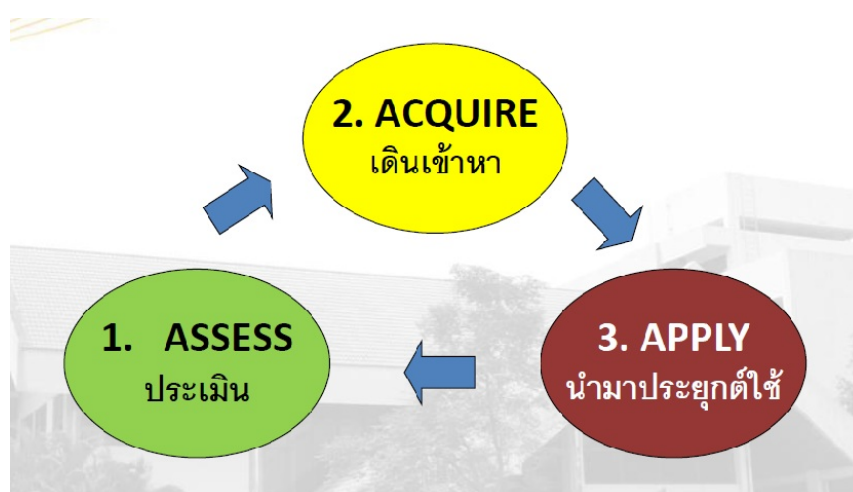 2. ACQUIRE
เดินเข้าหา
1. ASSESS
ประเมิน
3. APPLY
นำมาประยุกต์ใช้